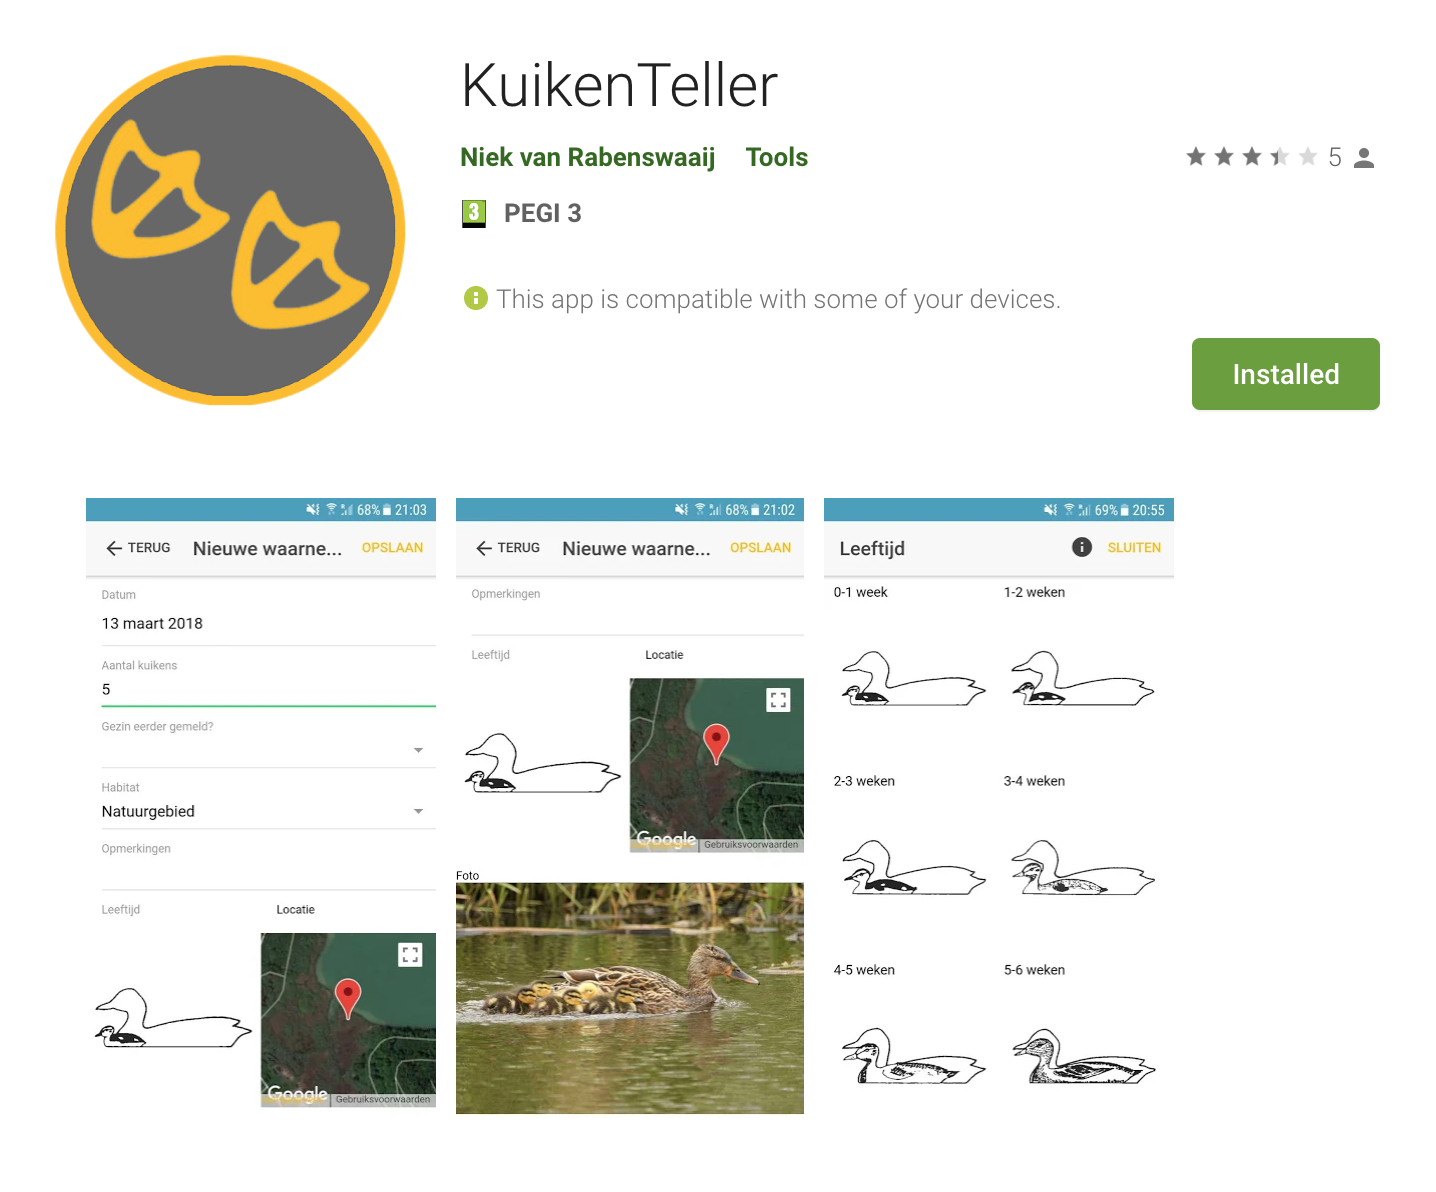 KuikenTeller
Niek van Rabenswaaij Tools 5
3 PEGI 3
This app is compatible with some of your devices.
Installed
68% 21:03
TERUG Nieuwe waarne... OPSLAAN
Datum
13 maart 2018
Aantal kuikens
5
Gezin eerder gemeld?
Habitat
Natuurgebied
Opmerkingen
Leeftijd Locatie
Google Gebruiksvoorwaarden
68% 21:02
TERUG Nieuwe waarne... OPSLAAN
Opmerkingen
Leeftijd Locatie
Google Gebruiksvoorwaarden
Foto
69% 20:55
Leeftijd SLUITEN
0-1 week 1-2 weken
2-3 weken 3-4 weken
4-5 weken 5-6 weken